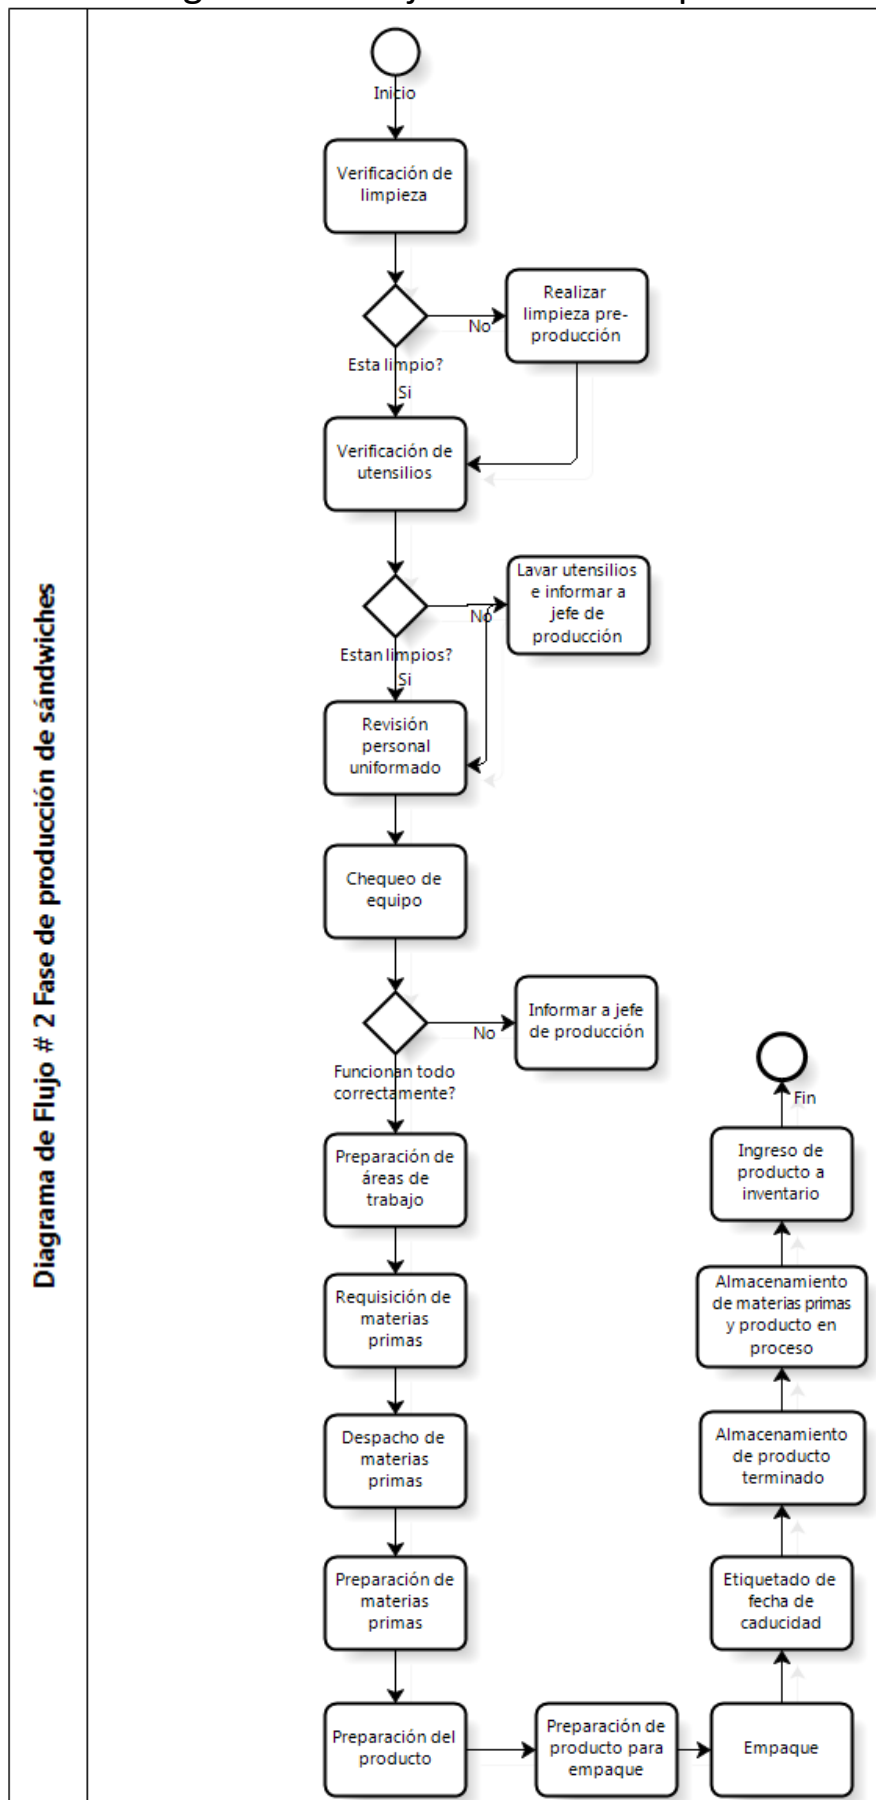 Diagrama de Flujo # 2 Fase de producción de sándwiches
Inicio
Verificación de
limpieza
Realizar
limpieza pre-
producción
No
Esta limpio?
Si
Verificación de
utensilios
Lavar utensilios
e informar a
jefe de
producción
No
Estan limpios?
Si
Revisión
personal
uniformado
Chequeo de
equipo
Informar a jefe
de producción
No
Funcionan todo
correctamente?
Preparación de
áreas de
trabajo
Requisición de
materias
primas
Despacho de
materias
primas
Preparación de
materias
primas
Preparación del
producto
Preparación de
producto para
empaque
Empaque
Etiquetado de
fecha de
caducidad
Almacenamiento
de producto
terminado
Almacenamiento
de materias primas
y producto en
proceso
Ingreso de
producto a
inventario
Fin